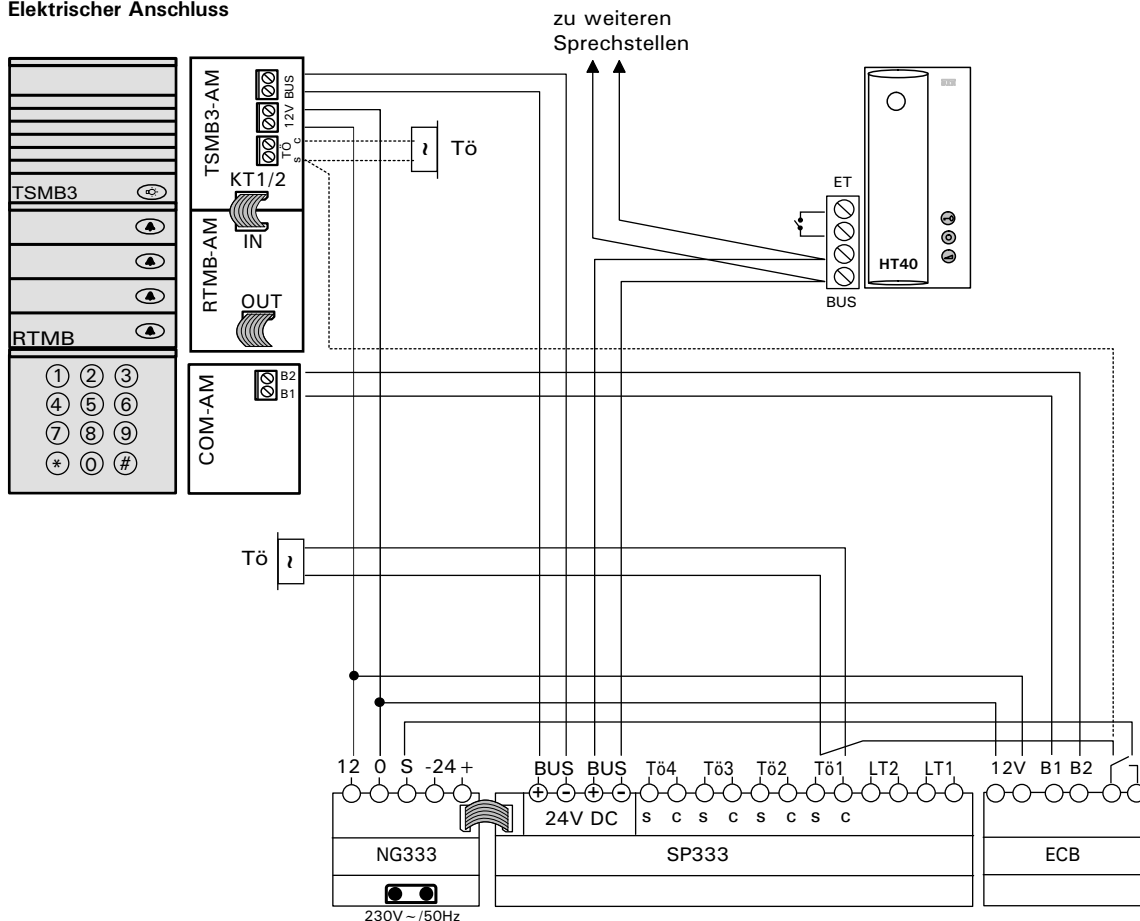 Elektrischer Anschluss
zu weiteren
Sprechstellen
TSMB3-AM
BUS
12V
TÖ
s c
KT1/2
Tö
TSMB3
RTMB-AM
IN
OUT
RTMB
ET
HT40
BUS
COM-AM
B2
B1
1 2 3
4 5 6
7 8 9
* 0 #
Tö
12 0 S -24+
BUS BUS Tö4 Tö3 Tö2 Tö1 LT2 LT1
12V B1 B2
+ - + -
24V DC s c s c s c s c
NG333
SP333
ECB
230V~/50Hz